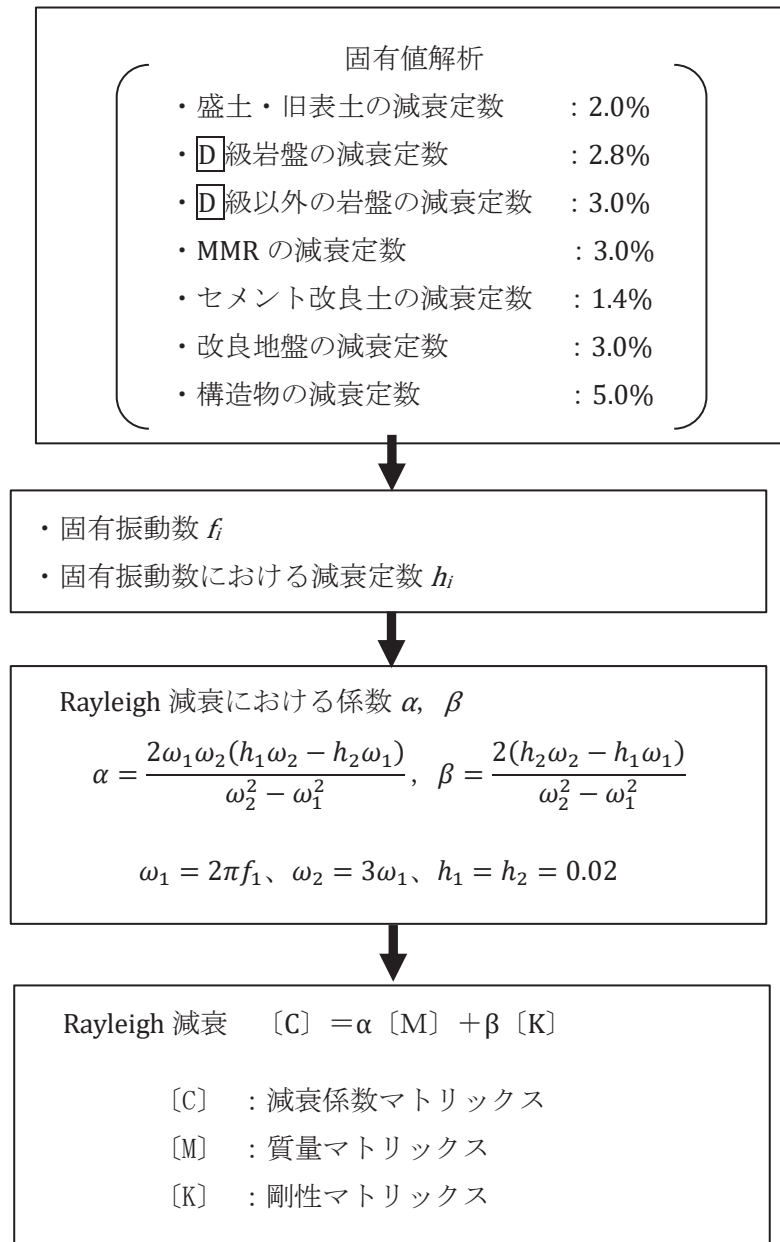 固有値解析
・盛土・旧表土の減衰定数 : 2.0%
・D級岩盤の減衰定数 : 2.8%
・D級以外の岩盤の減衰定数 : 3.0%
・MMR の減衰定数 : 3.0%
・セメント改良土の減衰定数 : 1.4%
・改良地盤の減衰定数 : 3.0%
・構造物の減衰定数 : 5.0%
・固有振動数 fᵢ
・固有振動数における減衰定数 hᵢ
Rayleigh 減衰における係数 α, β
α = 2ω₁ω₂(h₁ω₂ − h₂ω₁) / (ω₂² − ω₁²), β = 2(h₂ω₂ − h₁ω₁) / (ω₂² − ω₁²)
ω₁ = 2πf₁、ω₂ = 3ω₁、h₁ = h₂ = 0.02
Rayleigh 減衰 〔C〕=α〔M〕+β〔K〕
〔C〕 : 減衰係数マトリックス
〔M〕 : 質量マトリックス
〔K〕 : 剛性マトリックス